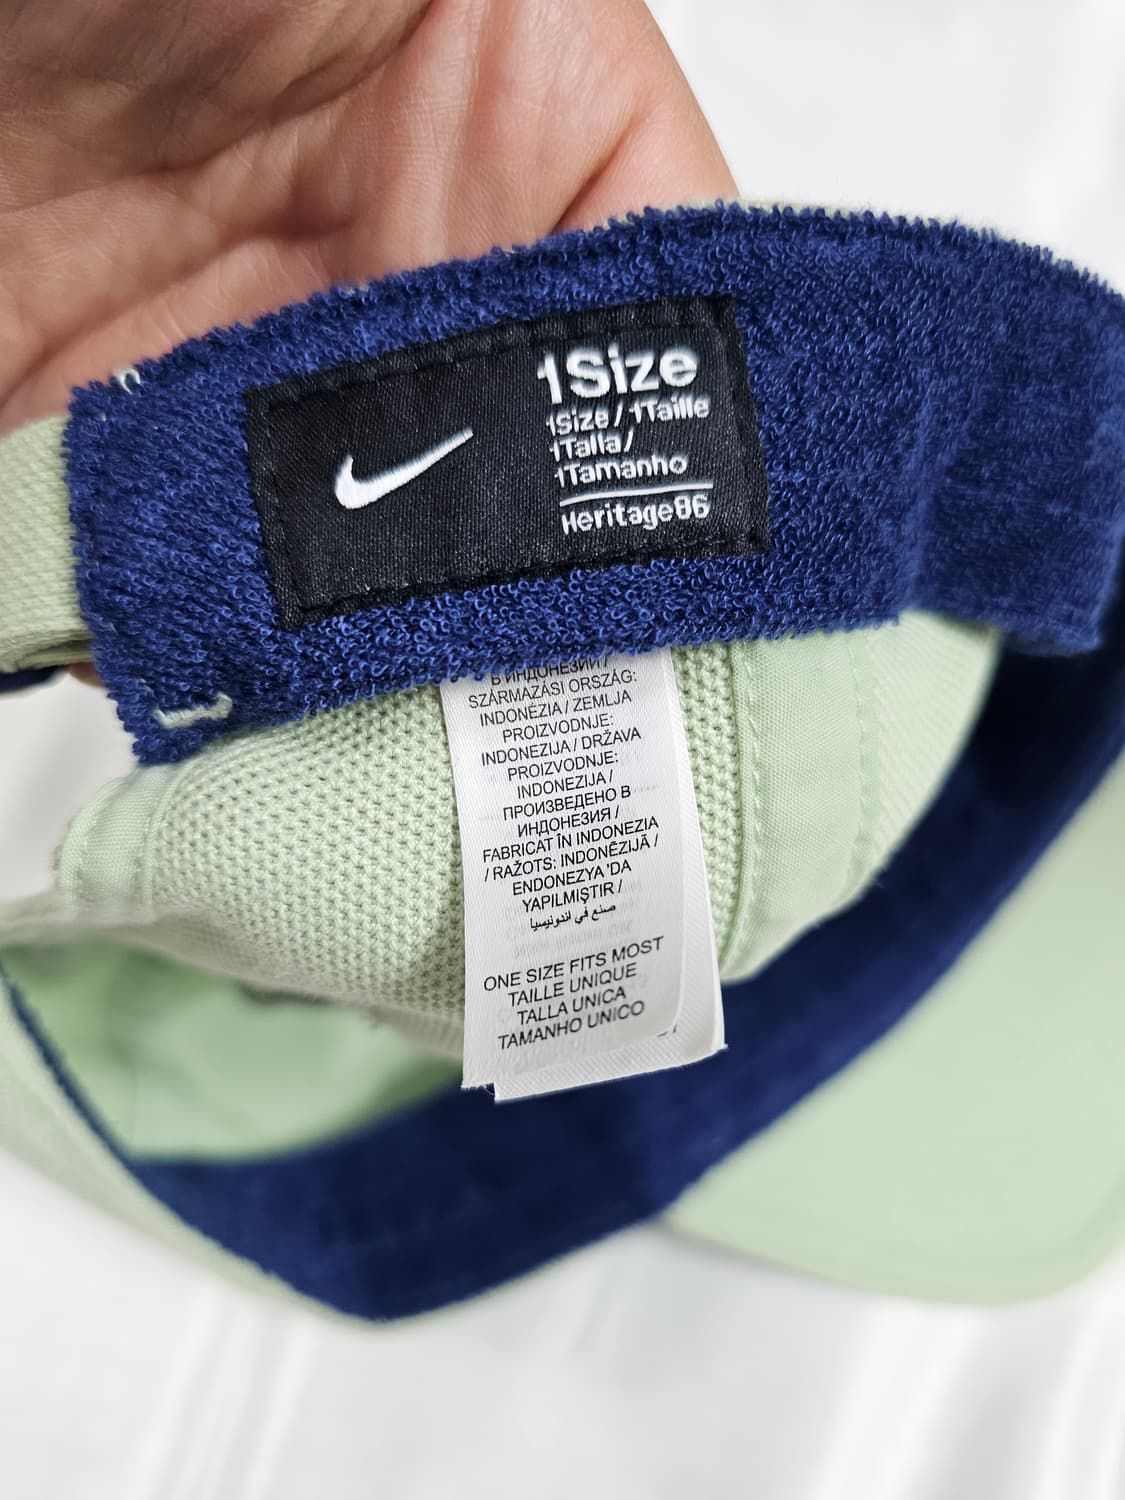 1Size
1Size / 1Taille
1Talla /
1Tamanho
Heritage86
В ИНДОНЕЗИИ /
SZÁRMAZÁSI ORSZÁG:
INDONÉZIA / ZEMLJA
PROIZVODNJE:
INDONEZIJA / DRŽAVA
PROIZVODNJE:
INDONEZIJA /
ПРОИЗВЕДЕНО В
ИНДОНЕЗИЯ /
FABRICAT ÎN INDONEZIA
/ RAŽOTS: INDONĒZIJĀ /
ENDONEZYA 'DA
YAPILMIŞTIR /
صنع في اندونيسيا
ONE SIZE FITS MOST
TAILLE UNIQUE
TALLA UNICA
TAMANHO UNICO